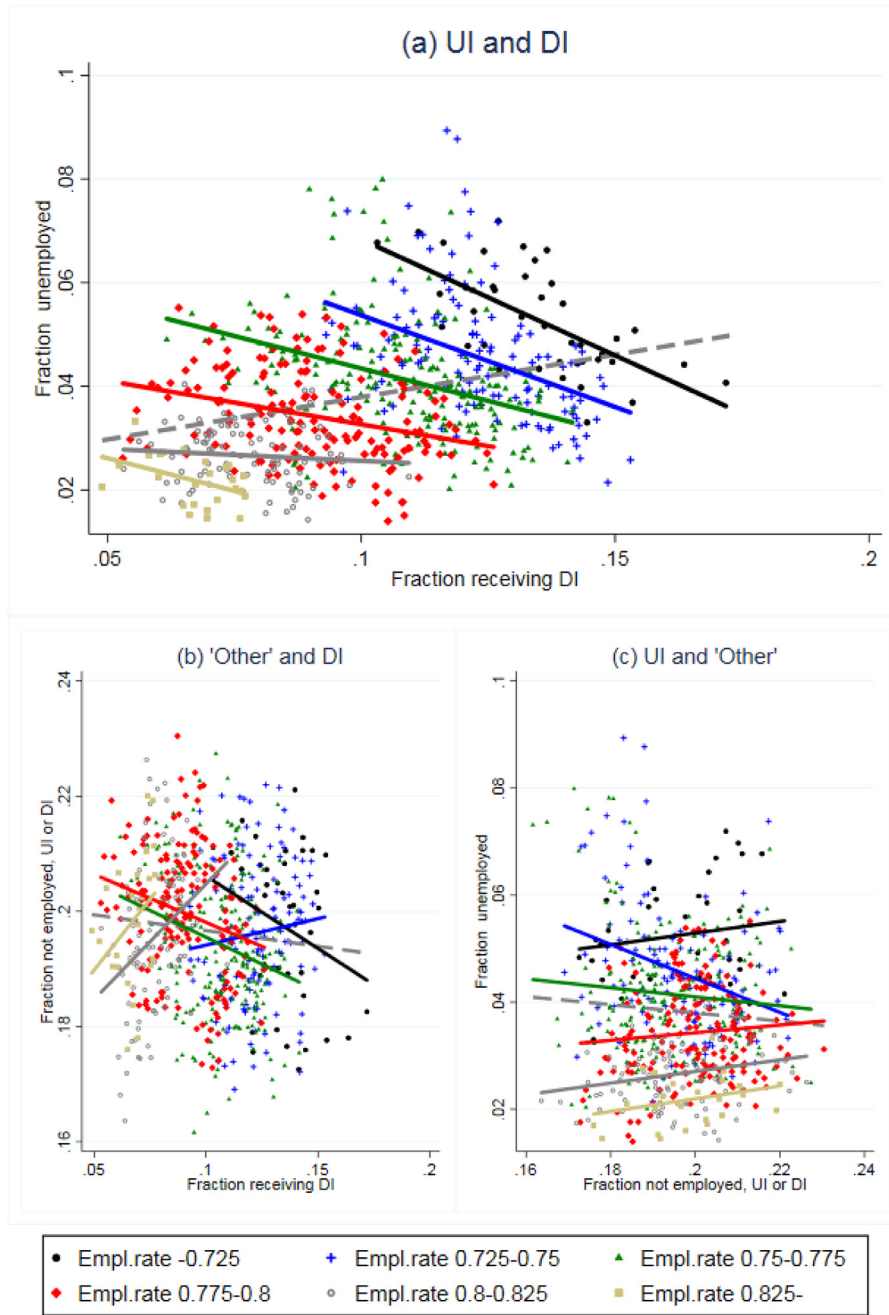 (a) UI and DI
.1
.08
.06
.04
.02
Fraction unemployed
.05 .1 .15 .2
Fraction receiving DI
(b) 'Other' and DI
.24
.22
.2
.18
.16
Fraction not employed, UI or DI
.05 .1 .15 .2
Fraction receiving DI
(c) UI and 'Other'
.1
.08
.06
.04
.02
Fraction unemployed
.16 .18 .2 .22 .24
Fraction not employed, UI or DI
Empl.rate -0.725 Empl.rate 0.725-0.75 Empl.rate 0.75-0.775
Empl.rate 0.775-0.8 Empl.rate 0.8-0.825 Empl.rate 0.825-